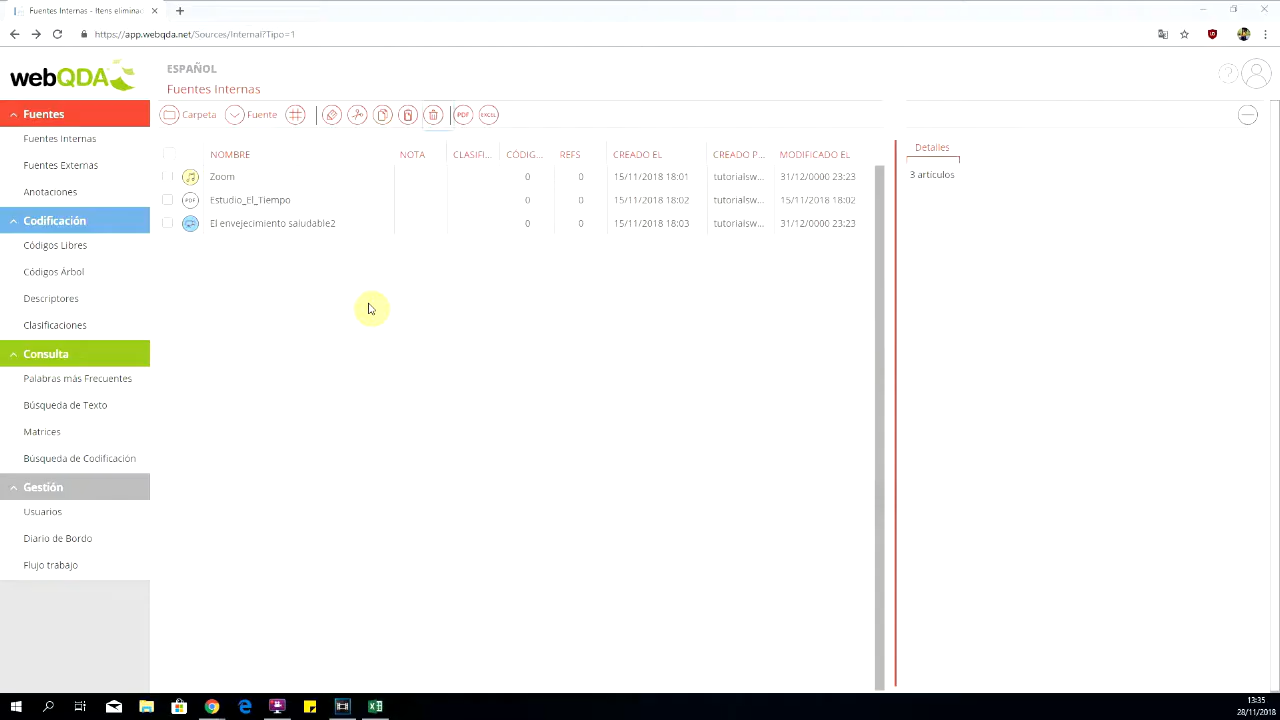 Fuentes Internas - Itens eliminac
https://app.webqda.net/Sources/Internal?Tipo=1
webQDA
ESPAÑOL
Fuentes Internas
Carpeta
Fuente
PDF
EXCEL
Fuentes
Fuentes Internas
Fuentes Externas
Anotaciones
Codificación
Códigos Libres
Códigos Árbol
Descriptores
Clasificaciones
Consulta
Palabras más Frecuentes
Búsqueda de Texto
Matrices
Búsqueda de Codificación
Gestión
Usuarios
Diario de Bordo
Flujo trabajo
NOMBRE NOTA CLASIFI... CÓDIG... REFS CREADO EL CREADO P... MODIFICADO EL
Zoom 0 0 15/11/2018 18:01 tutorialsw... 31/12/0000 23:23
PDF Estudio_El_Tiempo 0 0 15/11/2018 18:02 tutorialsw... 15/11/2018 18:02
El envejecimiento saludable2 0 0 15/11/2018 18:03 tutorialsw... 31/12/0000 23:23
Detalles
3 artículos
13:35
28/11/2018